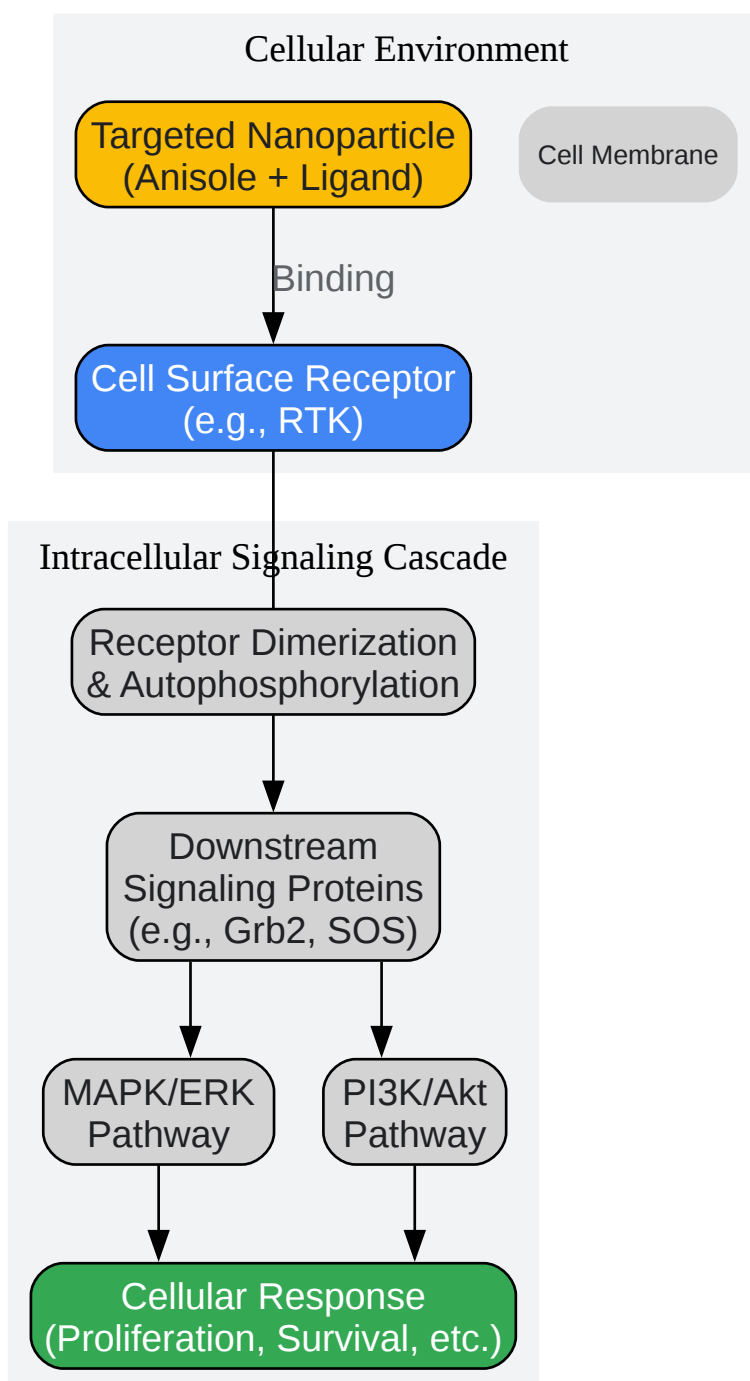 Cellular Environment
Targeted Nanoparticle
(Anisole + Ligand)
Cell Membrane
Binding
Cell Surface Receptor
(e.g., RTK)
Intracellular Signaling Cascade
Receptor Dimerization
& Autophosphorylation
Downstream
Signaling Proteins
(e.g., Grb2, SOS)
MAPK/ERK
Pathway
PI3K/Akt
Pathway
Cellular Response
(Proliferation, Survival, etc.)